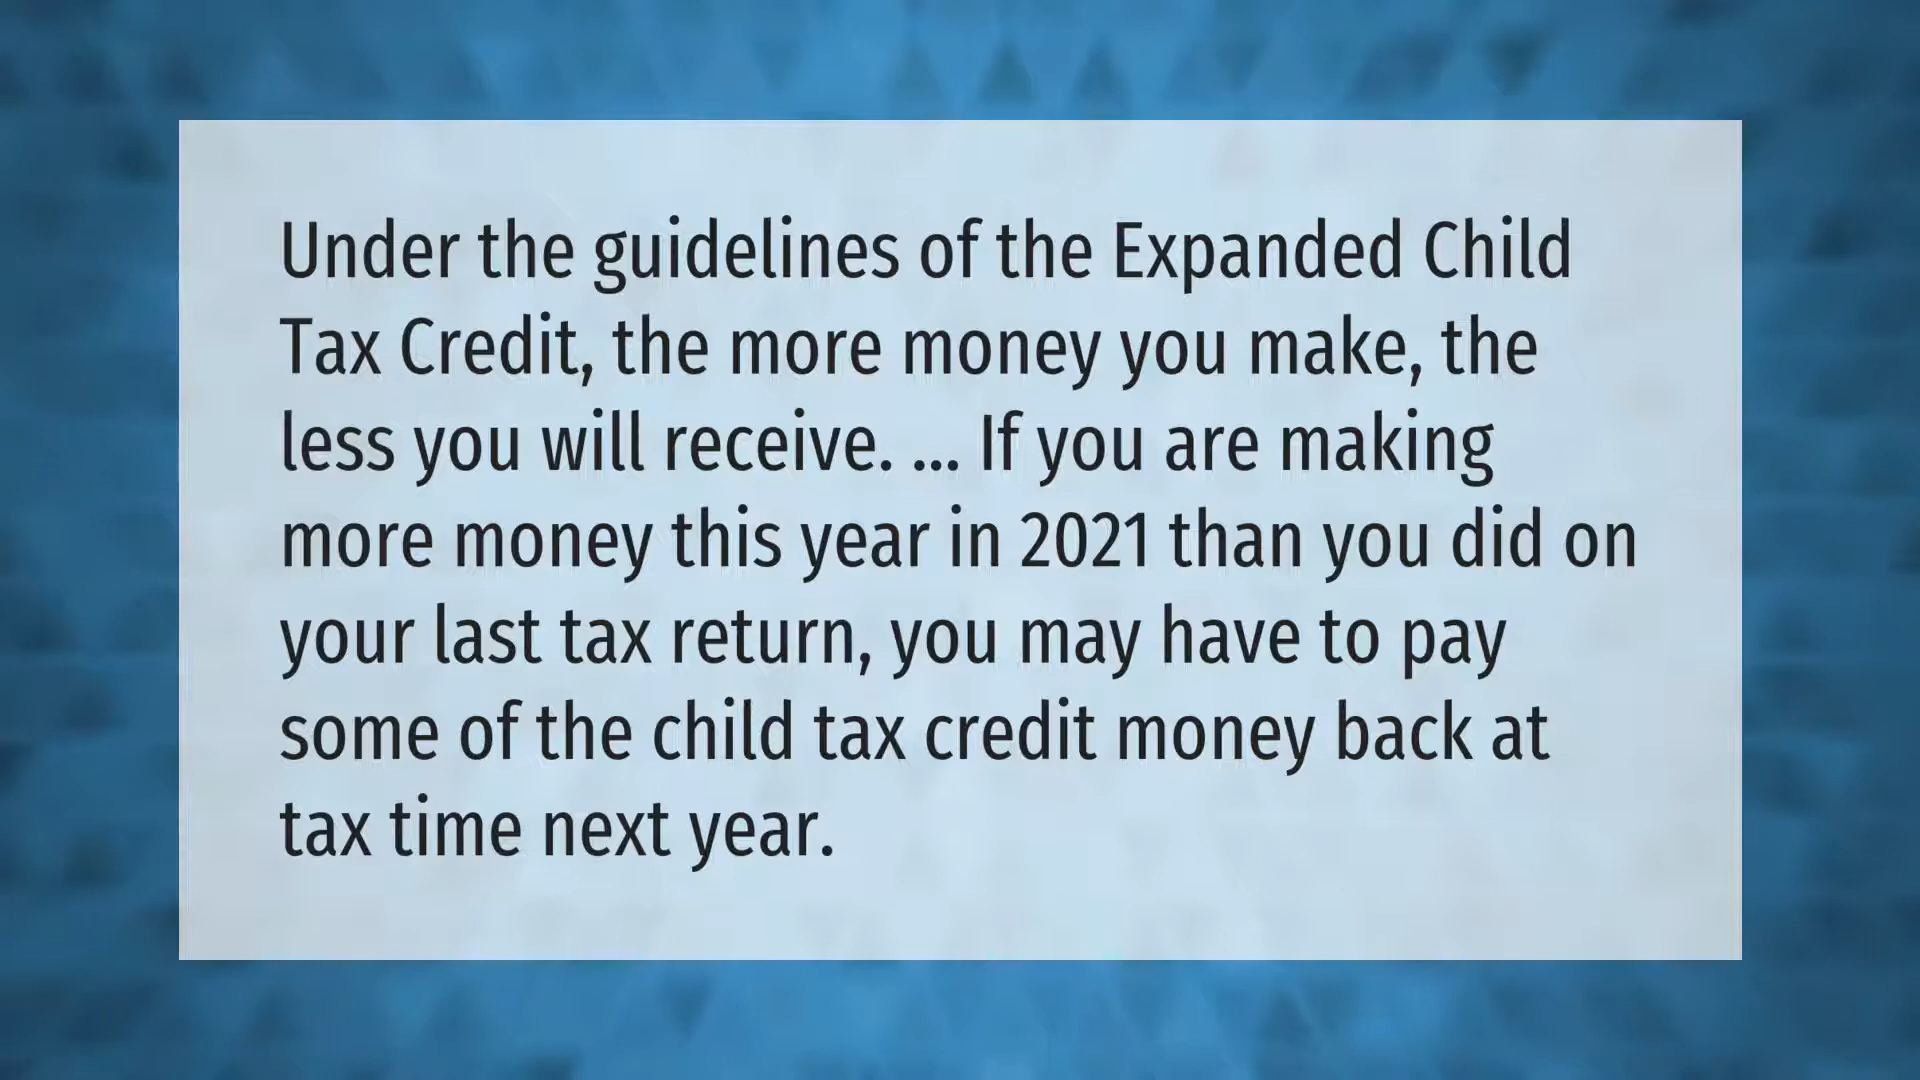 Under the guidelines of the Expanded Child
Tax Credit, the more money you make, the
less you will receive. ... If you are making
more money this year in 2021 than you did on
your last tax return, you may have to pay
some of the child tax credit money back at
tax time next year.